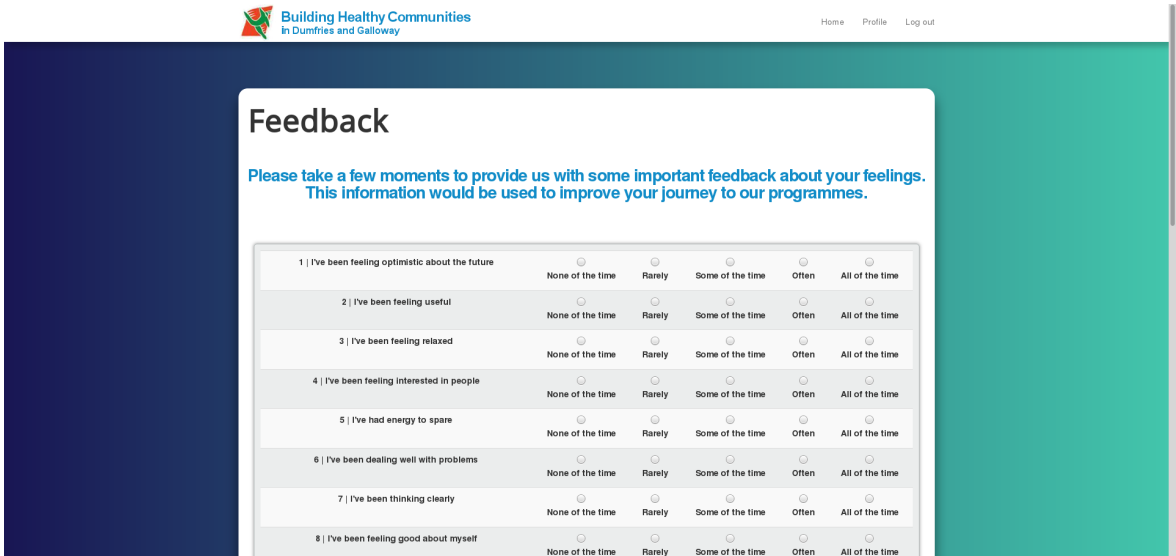 Building Healthy Communities
in Dumfries and Galloway
Home Profile Log out
Feedback
Please take a few moments to provide us with some important feedback about your feelings.
This information would be used to improve your journey to our programmes.
1 | I've been feeling optimistic about the future
None of the time Rarely Some of the time Often All of the time
2 | I've been feeling useful
None of the time Rarely Some of the time Often All of the time
3 | I've been feeling relaxed
None of the time Rarely Some of the time Often All of the time
4 | I've been feeling interested in people
None of the time Rarely Some of the time Often All of the time
5 | I've had energy to spare
None of the time Rarely Some of the time Often All of the time
6 | I've been dealing well with problems
None of the time Rarely Some of the time Often All of the time
7 | I've been thinking clearly
None of the time Rarely Some of the time Often All of the time
8 | I've been feeling good about myself
None of the time Rarely Some of the time Often All of the time